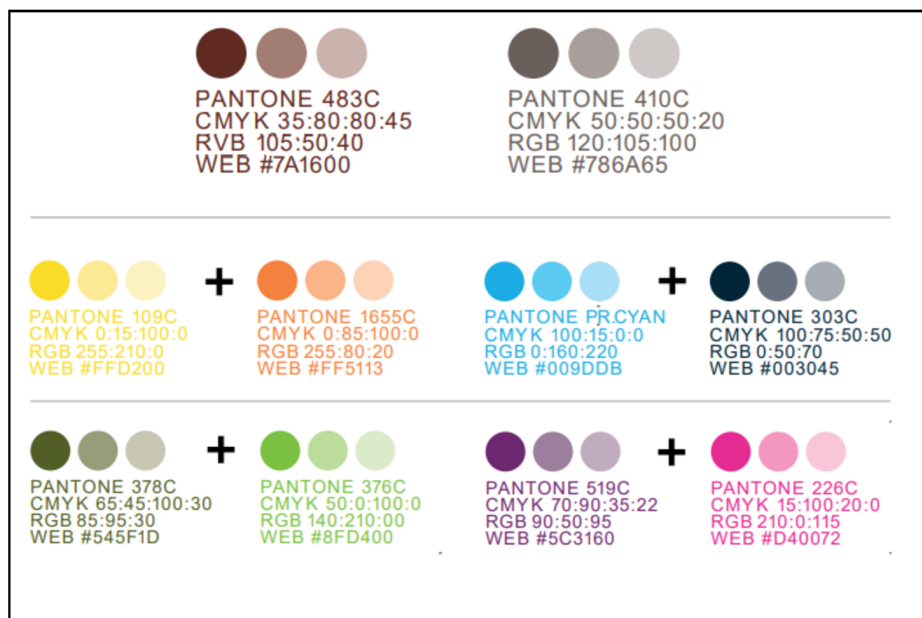 PANTONE 483C
CMYK 35:80:80:45
RVB 105:50:40
WEB #7A1600
PANTONE 410C
CMYK 50:50:50:20
RGB 120:105:100
WEB #786A65
+
PANTONE 109C
CMYK 0:15:100:0
RGB 255:210:0
WEB #FFD200
PANTONE 1655C
CMYK 0:85:100:0
RGB 255:80:20
WEB #FF5113
+
PANTONE PR.CYAN
CMYK 100:15:0:0
RGB 0:160:220
WEB #009DDB
PANTONE 303C
CMYK 100:75:50:50
RGB 0:50:70
WEB #003045
+
PANTONE 378C
CMYK 65:45:100:30
RGB 85:95:30
WEB #545F1D
PANTONE 376C
CMYK 50:0:100:0
RGB 140:210:00
WEB #8FD400
+
PANTONE 519C
CMYK 70:90:35:22
RGB 90:50:95
WEB #5C3160
PANTONE 226C
CMYK 15:100:20:0
RGB 210:0:115
WEB #D40072